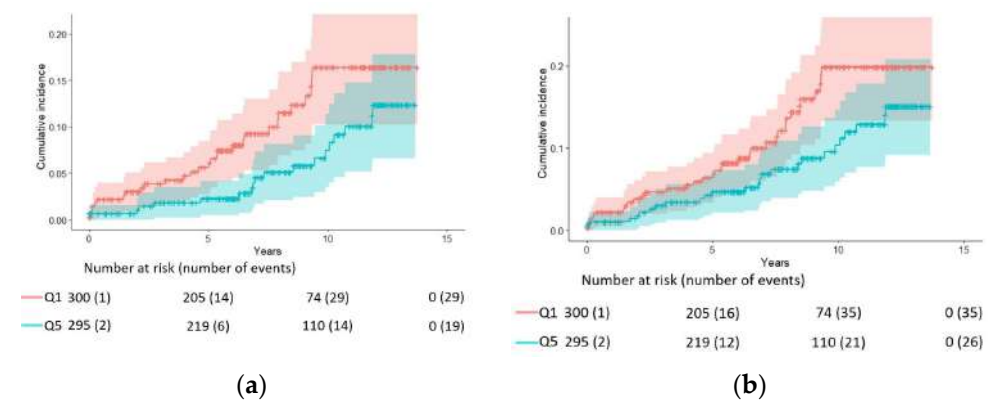 Cumulative incidence
0.20
0.15
0.10
0.05
0.00
0 5 10 15
Years
Number at risk (number of events)
Q1 300 (1) 205 (14) 74 (29) 0 (29)
Q5 295 (2) 219 (6) 110 (14) 0 (19)
(a)
Cumulative incidence
0.2
0.1
0.0
0 5 10 15
Years
Number at risk (number of events)
Q1 300 (1) 205 (16) 74 (35) 0 (35)
Q5 295 (2) 219 (12) 110 (21) 0 (26)
(b)